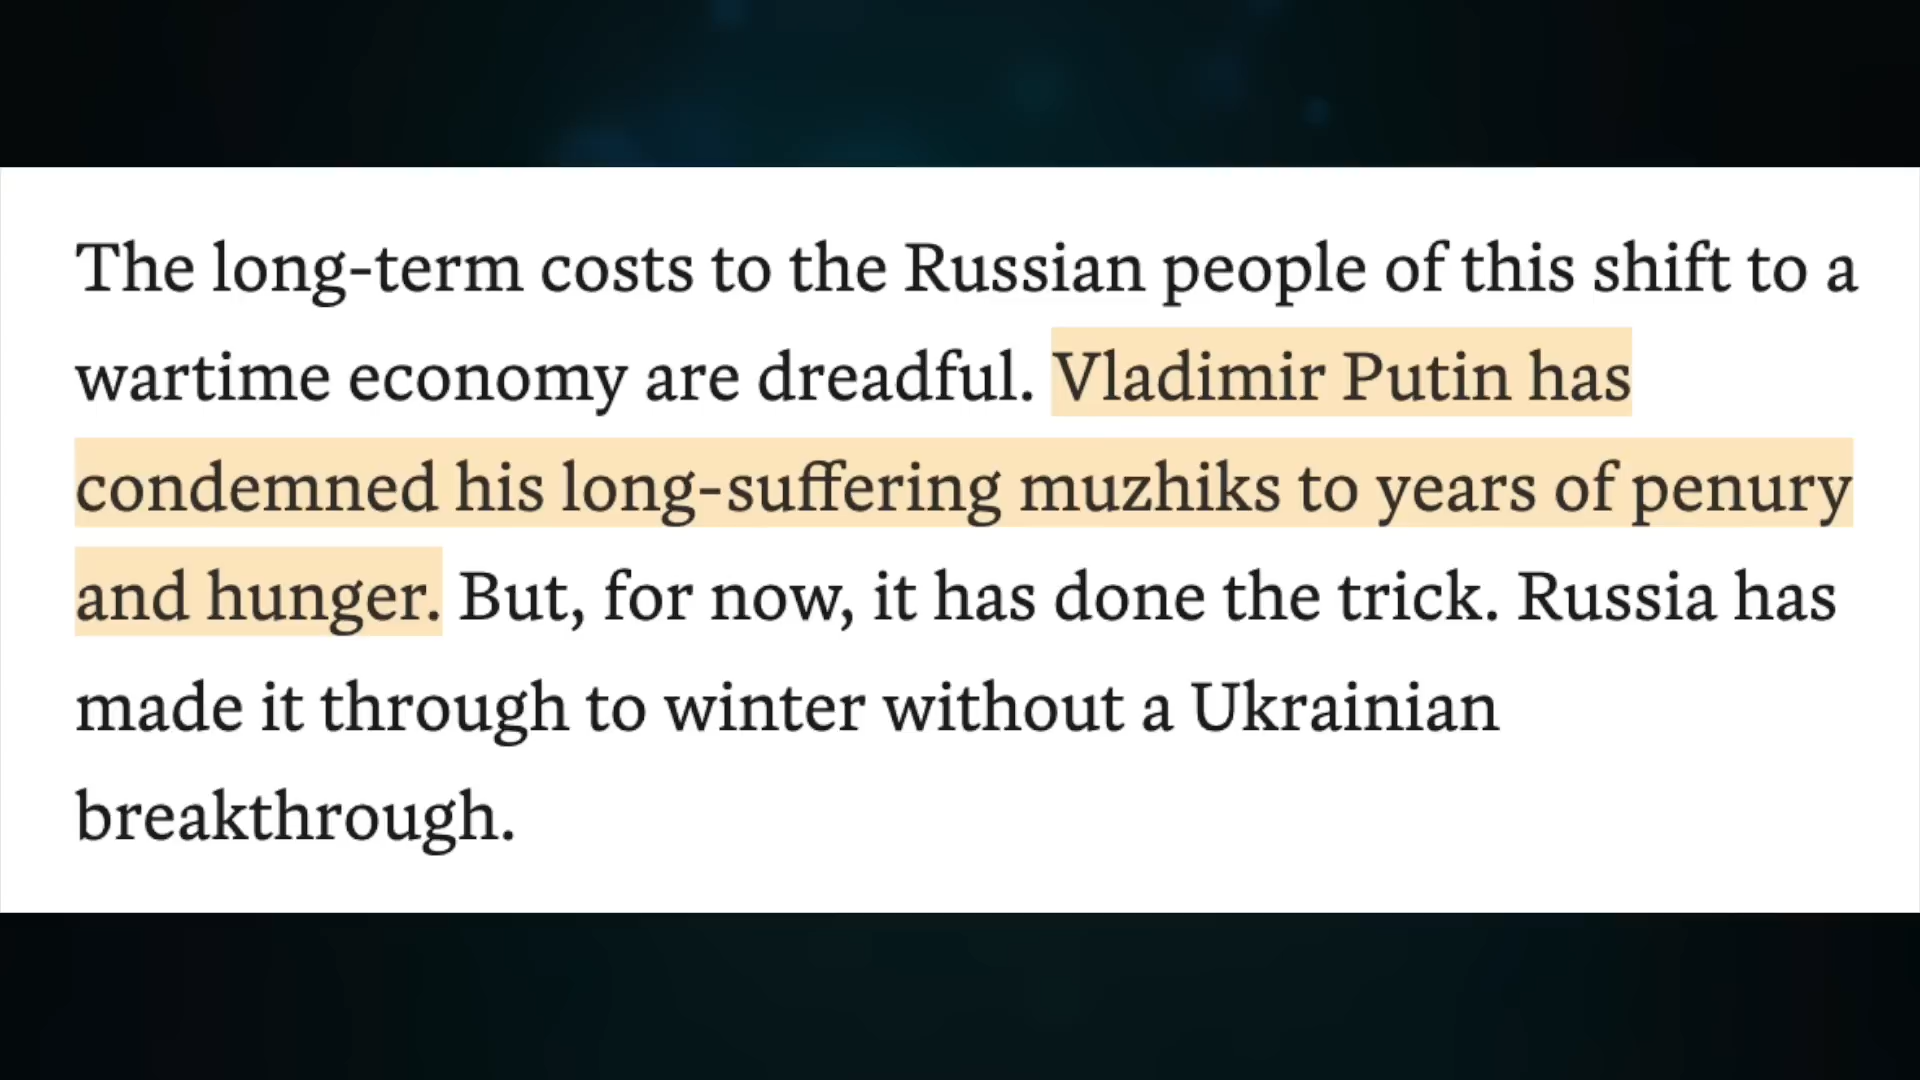 The long-term costs to the Russian people of this shift to a
wartime economy are dreadful. Vladimir Putin has
condemned his long-suffering muzhiks to years of penury
and hunger. But, for now, it has done the trick. Russia has
made it through to winter without a Ukrainian
breakthrough.